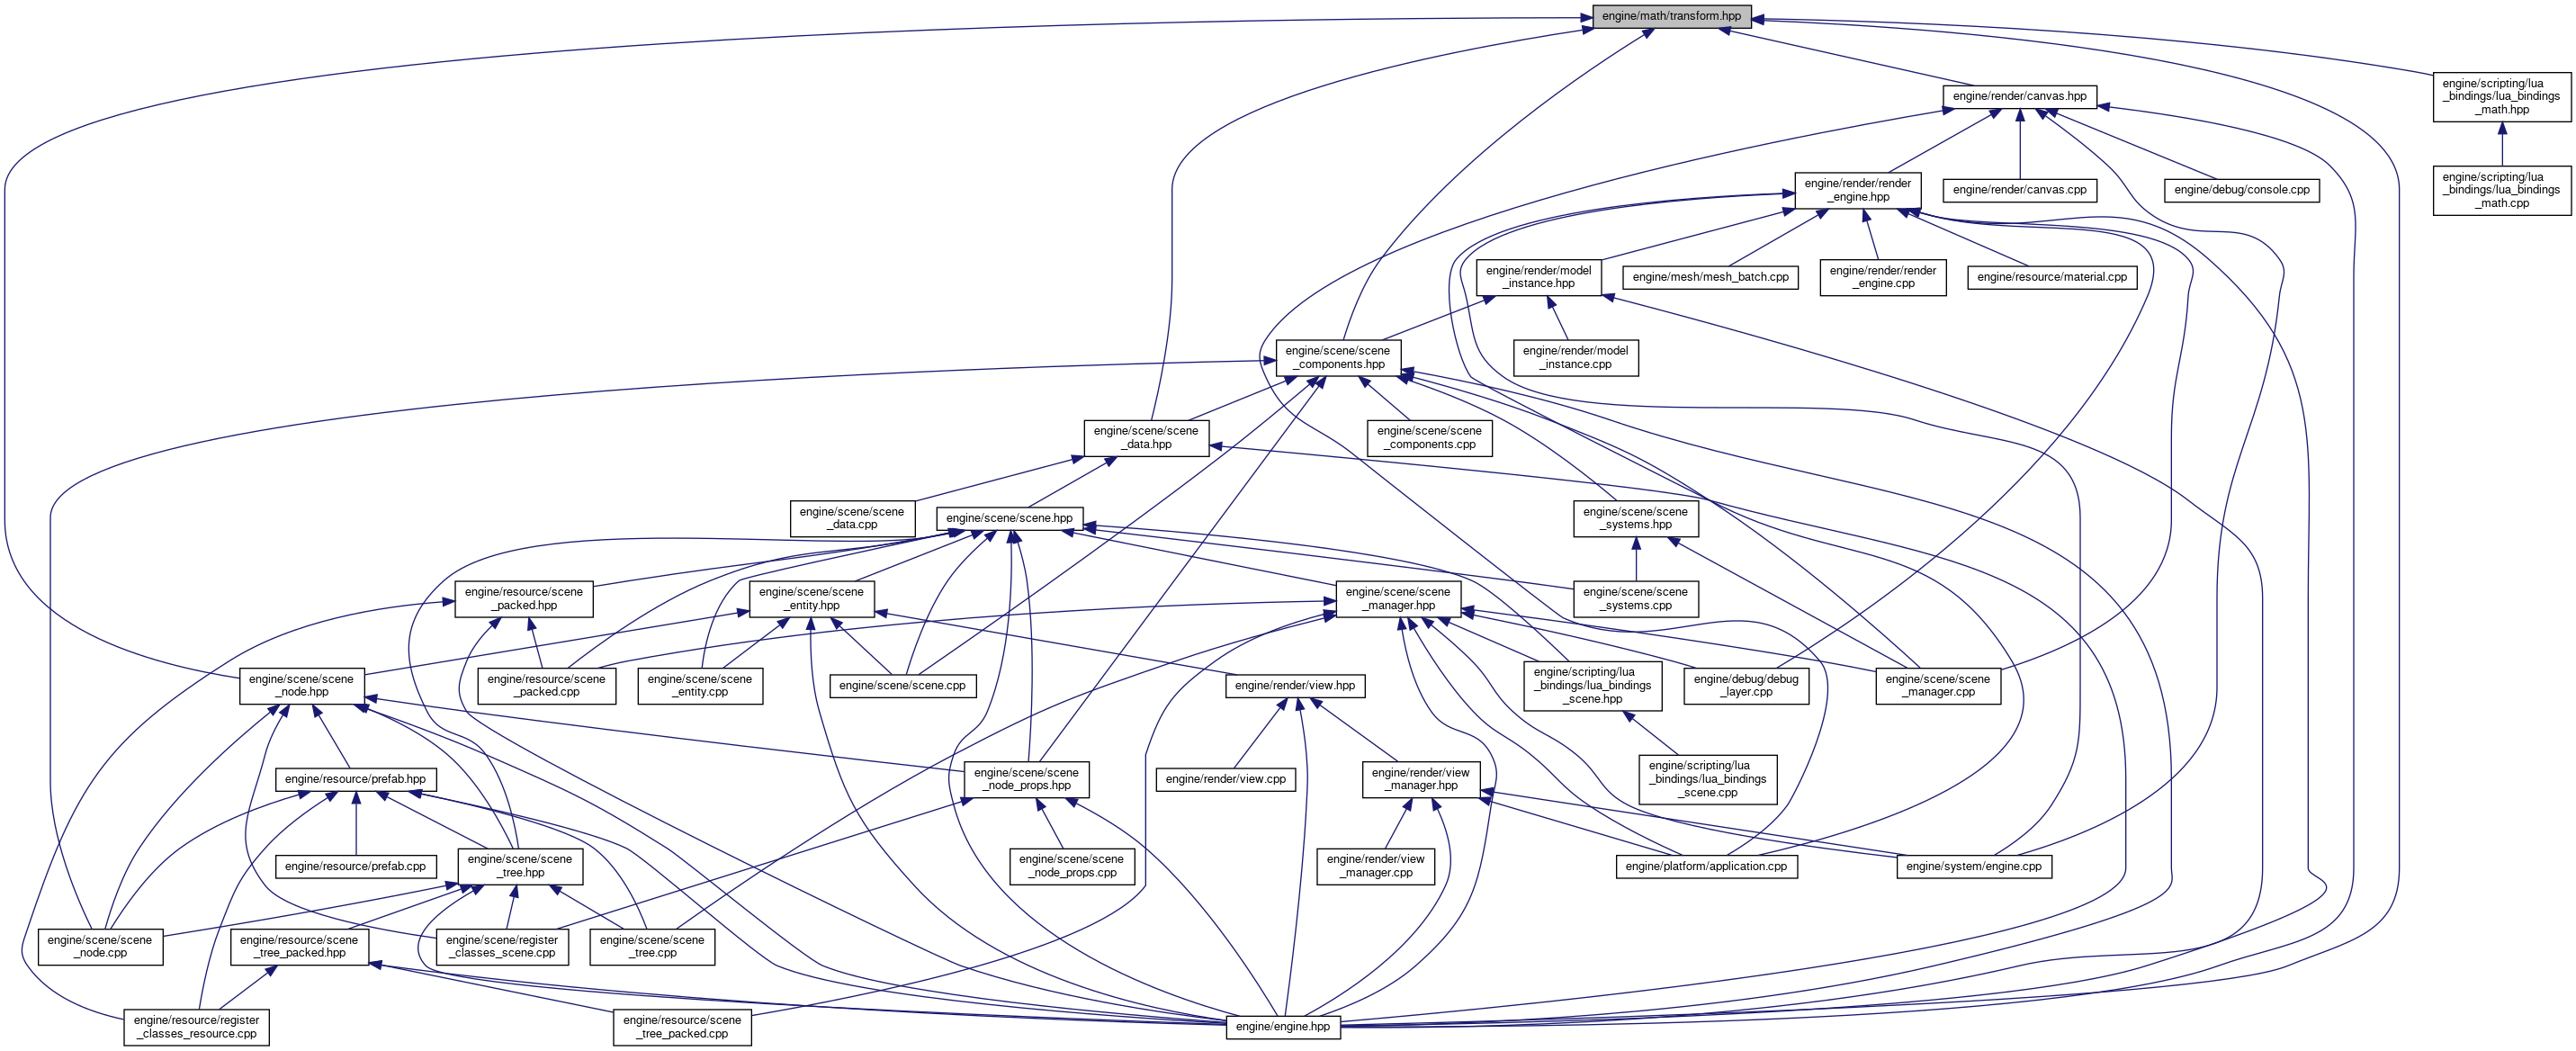 engine/math/transform.hpp
engine/scripting/lua
_bindings/lua_bindings
_math.hpp
engine/render/canvas.hpp
engine/render/render
_engine.hpp
engine/render/canvas.cpp
engine/debug/console.cpp
engine/scripting/lua
_bindings/lua_bindings
_math.cpp
engine/render/model
_instance.hpp
engine/mesh/mesh_batch.cpp
engine/render/render
_engine.cpp
engine/resource/material.cpp
engine/scene/scene
_components.hpp
engine/render/model
_instance.cpp
engine/scene/scene
_data.hpp
engine/scene/scene
_components.cpp
engine/scene/scene
_data.cpp
engine/scene/scene.hpp
engine/scene/scene
_systems.hpp
engine/resource/scene
_packed.hpp
engine/scene/scene
_entity.hpp
engine/scene/scene
_manager.hpp
engine/scene/scene
_systems.cpp
engine/scene/scene
_node.hpp
engine/resource/scene
_packed.cpp
engine/scene/scene
_entity.cpp
engine/scene/scene.cpp
engine/render/view.hpp
engine/scripting/lua
_bindings/lua_bindings
_scene.hpp
engine/debug/debug
_layer.cpp
engine/scene/scene
_manager.cpp
engine/resource/prefab.hpp
engine/scene/scene
_node_props.hpp
engine/render/view.cpp
engine/render/view
_manager.hpp
engine/scripting/lua
_bindings/lua_bindings
_scene.cpp
engine/resource/prefab.cpp
engine/scene/scene
_tree.hpp
engine/scene/scene
_node_props.cpp
engine/render/view
_manager.cpp
engine/platform/application.cpp
engine/system/engine.cpp
engine/scene/scene
_node.cpp
engine/resource/scene
_tree_packed.hpp
engine/scene/register
_classes_scene.cpp
engine/scene/scene
_tree.cpp
engine/resource/register
_classes_resource.cpp
engine/resource/scene
_tree_packed.cpp
engine/engine.hpp